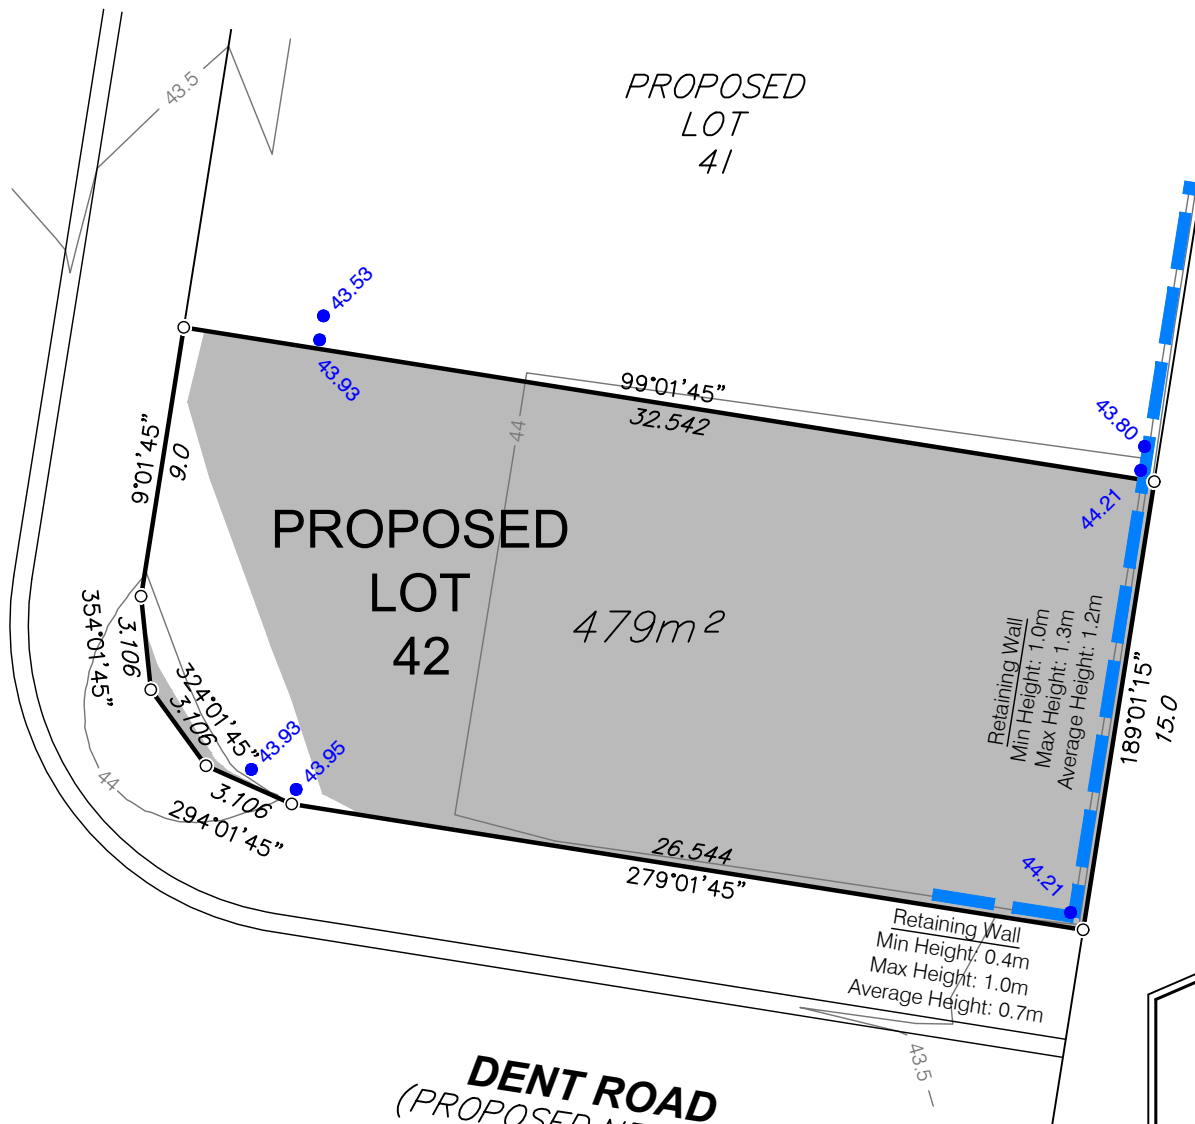 43.5
PROPOSED
LOT
41
43.53
43.93
99°01'45"
32.542
44
43.80
44.21
9°01'45"
9.0
PROPOSED
LOT
42
479m²
354°01'45"
3.106
324°01'45"
3.106
43.93
43.95
44
3.106
294°01'45"
Retaining Wall
Min Height: 1.0m
Max Height: 1.3m
Average Height: 1.2m
189°01'15"
15.0
26.544
279°01'45"
44.21
Retaining Wall
Min Height: 0.4m
Max Height: 1.0m
Average Height: 0.7m
43.5
DENT ROAD
(PROPOSED